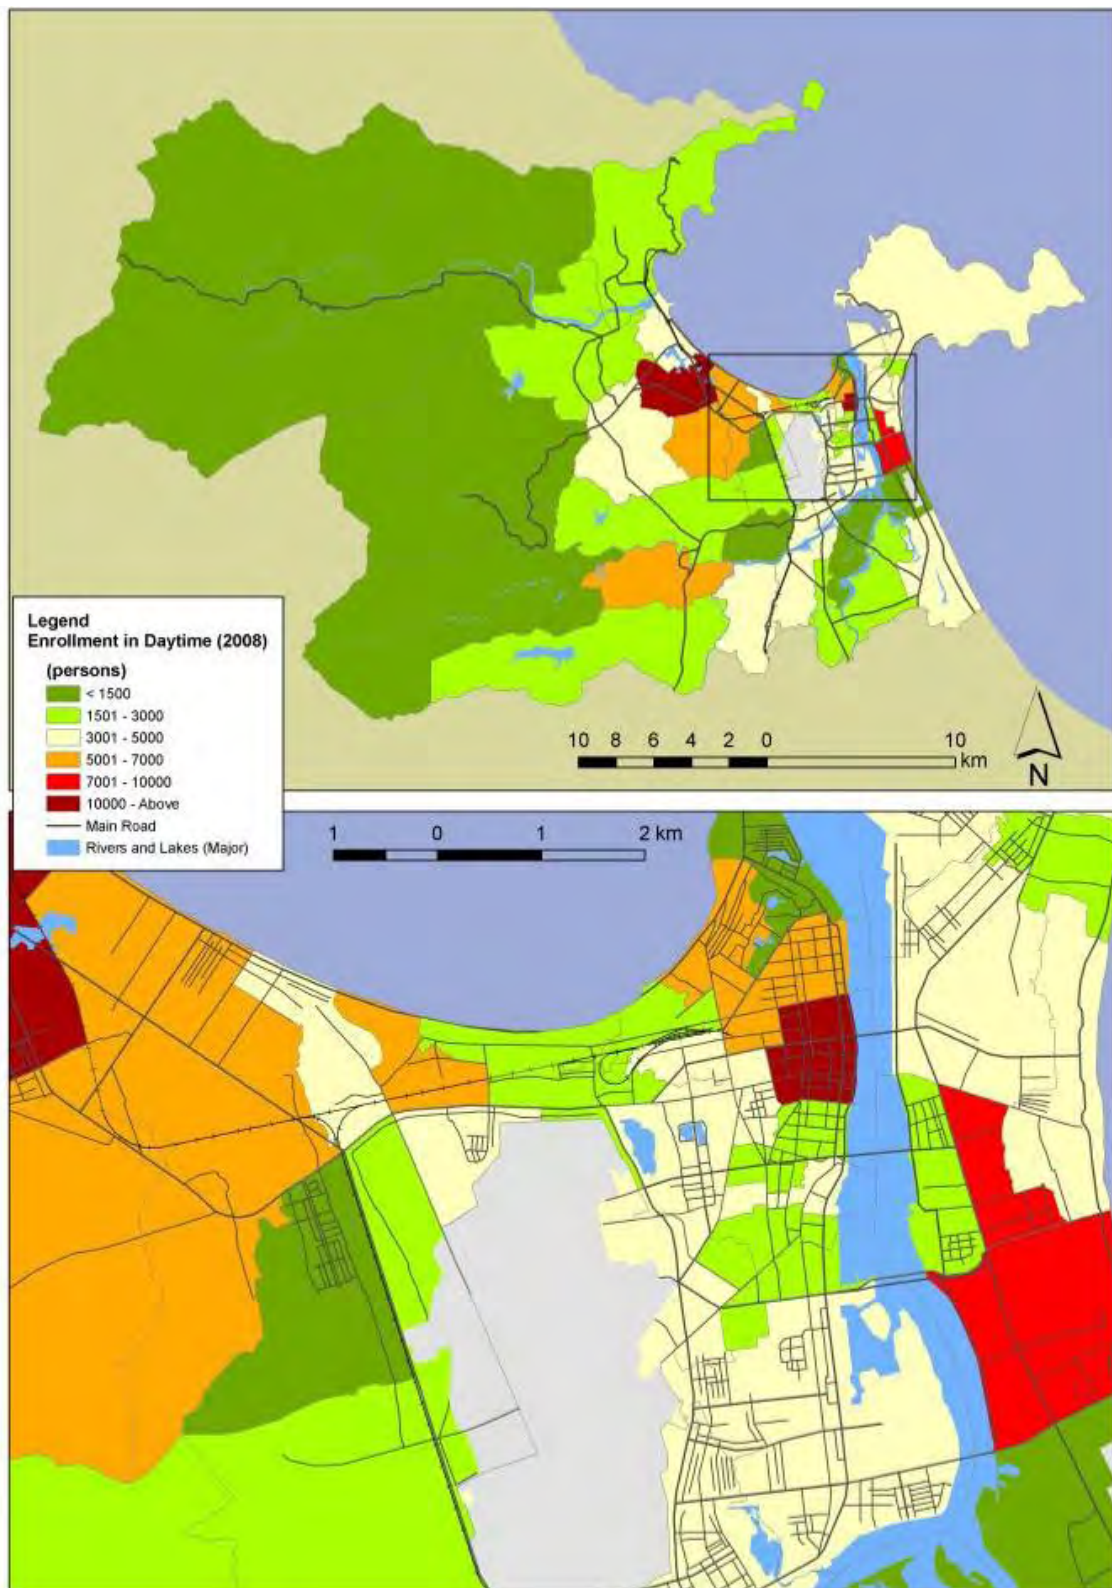 Legend
Enrollment in Daytime (2008)
(persons)
< 1500
1501 - 3000
3001 - 5000
5001 - 7000
7001 - 10000
10000 - Above
Main Road
Rivers and Lakes (Major)
10 8 6 4 2 0 10
km
N
1 0 1 2 km